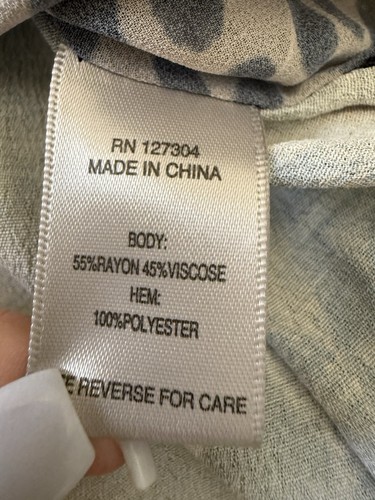 RN 127304
MADE IN CHINA
BODY:
55%RAYON 45%VISCOSE
HEM:
100%POLYESTER
REVERSE FOR CARE